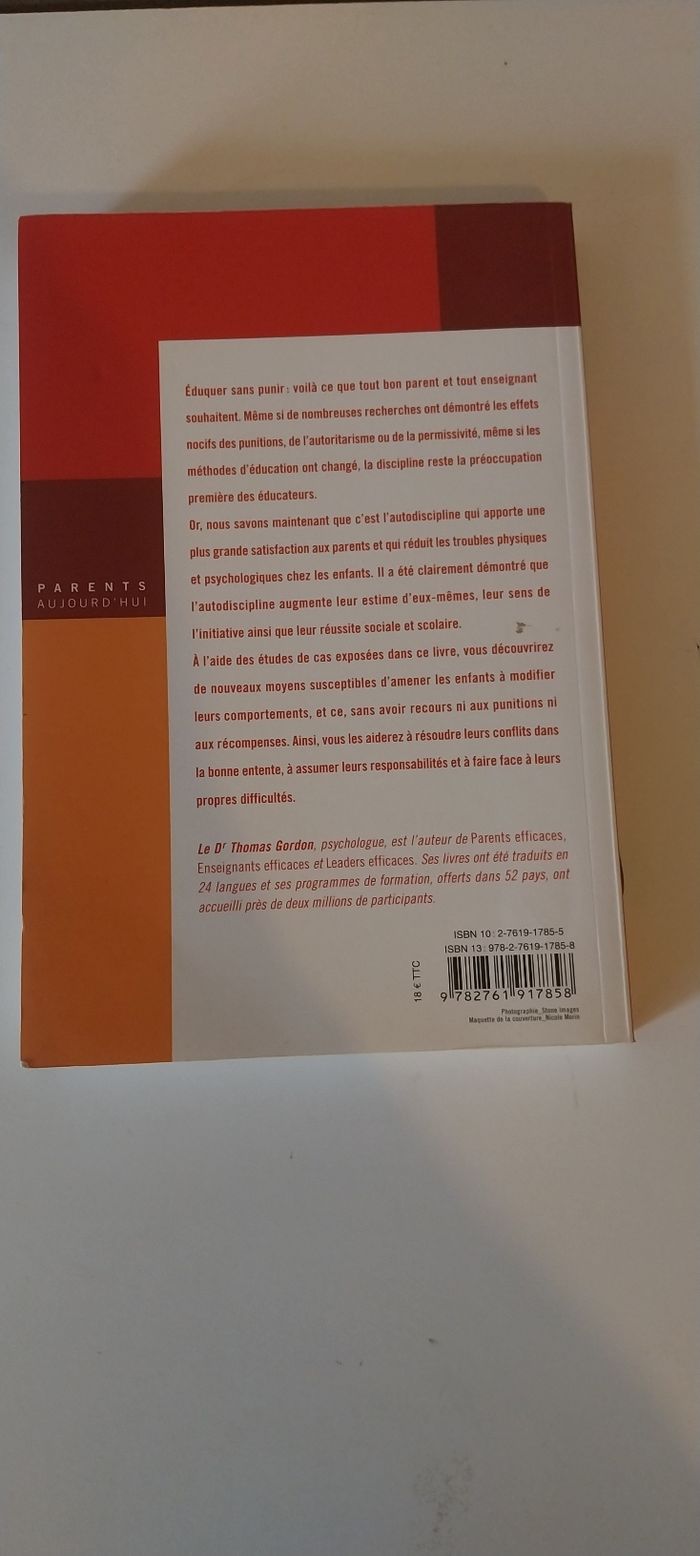 PARENTS
AUJOURD'HUI
Éduquer sans punir : voilà ce que tout bon parent et tout enseignant
souhaitent. Même si de nombreuses recherches ont démontré les effets
nocifs des punitions, de l'autoritarisme ou de la permissivité, même si les
méthodes d'éducation ont changé, la discipline reste la préoccupation
première des éducateurs.
Or, nous savons maintenant que c'est l'autodiscipline qui apporte une
plus grande satisfaction aux parents et qui réduit les troubles physiques
et psychologiques chez les enfants. Il a été clairement démontré que
l'autodiscipline augmente leur estime d'eux-mêmes, leur sens de
l'initiative ainsi que leur réussite sociale et scolaire.
À l'aide des études de cas exposées dans ce livre, vous découvrirez
de nouveaux moyens susceptibles d'amener les enfants à modifier
leurs comportements, et ce, sans avoir recours ni aux punitions ni
aux récompenses. Ainsi, vous les aiderez à résoudre leurs conflits dans
la bonne entente, à assumer leurs responsabilités et à faire face à leurs
propres difficultés.
Le Dr Thomas Gordon, psychologue, est l'auteur de Parents efficaces,
Enseignants efficaces et Leaders efficaces. Ses livres ont été traduits en
24 langues et ses programmes de formation, offerts dans 52 pays, ont
accueilli près de deux millions de participants.
ISBN 10 : 2-7619-1785-5
ISBN 13 : 978-2-7619-1785-8
18 € TTC
9 782761 917858
Photographie_Stone Images
Maquette de la couverture_Nicole Morin